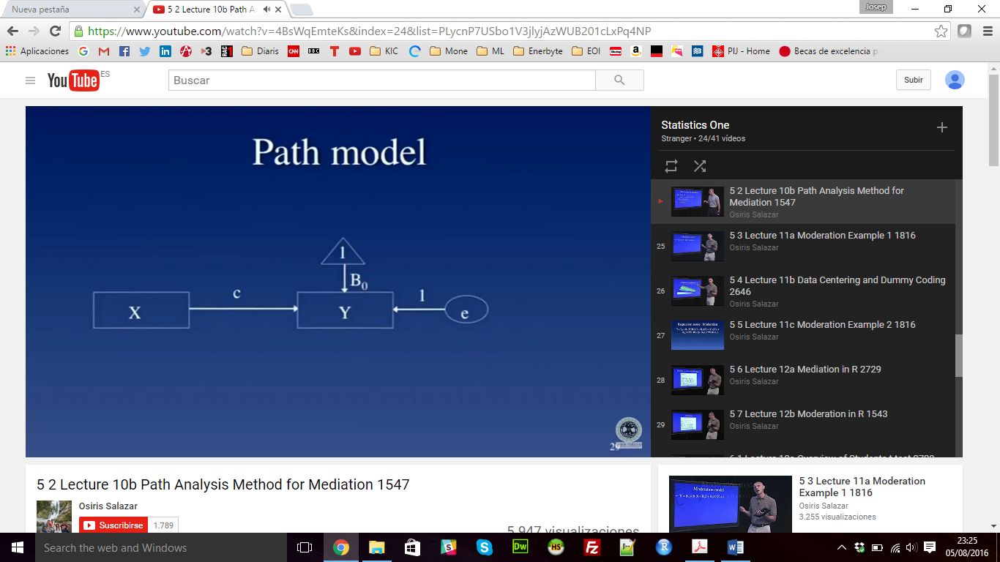 Nueva pestaña
5 2 Lecture 10b Path A
Josep
https://www.youtube.com/watch?v=4BsWqEmteKs&index=24&list=PLycnP7USbo1V3jlyjAzWUB201cLxPq4NP
Aplicaciones
Diaris
CNN
BBC
KIC
Mone
ML
Enerbyte
EOI
PIJ - Home
Becas de excelencia p
YouTube ES
Buscar
Subir
Path model
1
B0
X
c
Y
1
e
29
Osiris Salazar
Statistics One
Stranger • 24/41 vídeos
5 2 Lecture 10b Path Analysis Method for
Mediation 1547
Osiris Salazar
25
5 3 Lecture 11a Moderation Example 1 1816
Osiris Salazar
26
5 4 Lecture 11b Data Centering and Dummy Coding
2646
Osiris Salazar
27
5 5 Lecture 11c Moderation Example 2 1816
Osiris Salazar
28
5 6 Lecture 12a Mediation in R 2729
Osiris Salazar
29
5 7 Lecture 12b Moderation in R 1543
Osiris Salazar
5 2 Lecture 10b Path Analysis Method for Mediation 1547
Osiris Salazar
Suscribirse 1.789
5.947 visualizaciones
Moderation model
5 3 Lecture 11a Moderation
Example 1 1816
Osiris Salazar
3.255 visualizaciones
Search the web and Windows
23:25
05/08/2016